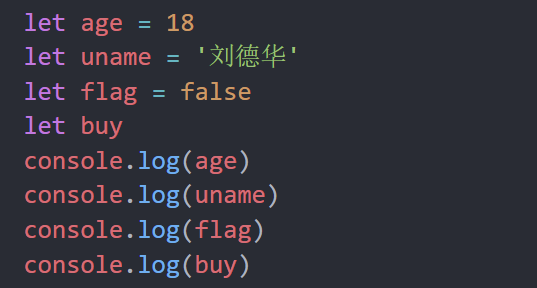 let age = 18
let uname = '刘德华'
let flag = false
let buy
console.log(age)
console.log(uname)
console.log(flag)
console.log(buy)